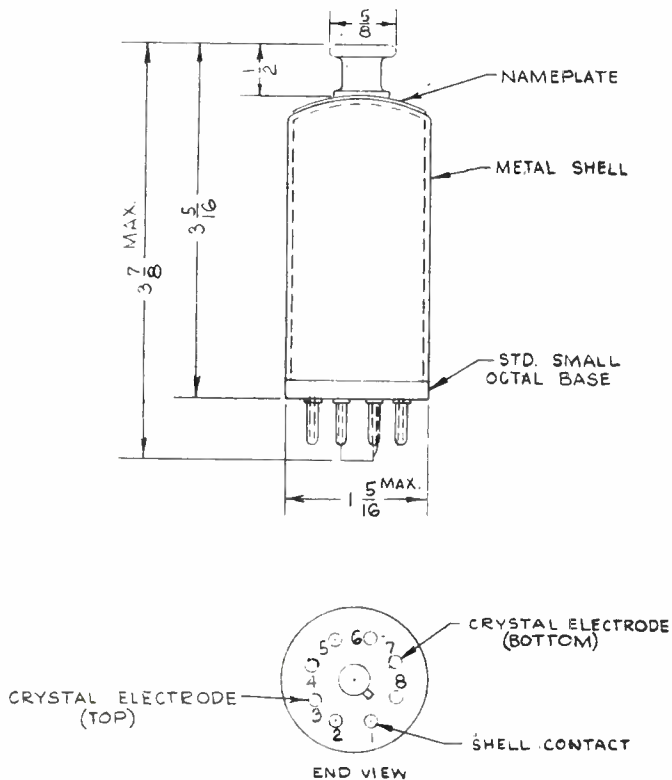 5/8
1/2
NAMEPLATE
METAL SHELL
3 5/16
3 7/8 MAX.
STD. SMALL
OCTAL BASE
1 5/16 MAX.
CRYSTAL ELECTRODE
(BOTTOM)
5 6 7
4 8
3 2 1
CRYSTAL ELECTRODE
(TOP)
SHELL CONTACT
END VIEW